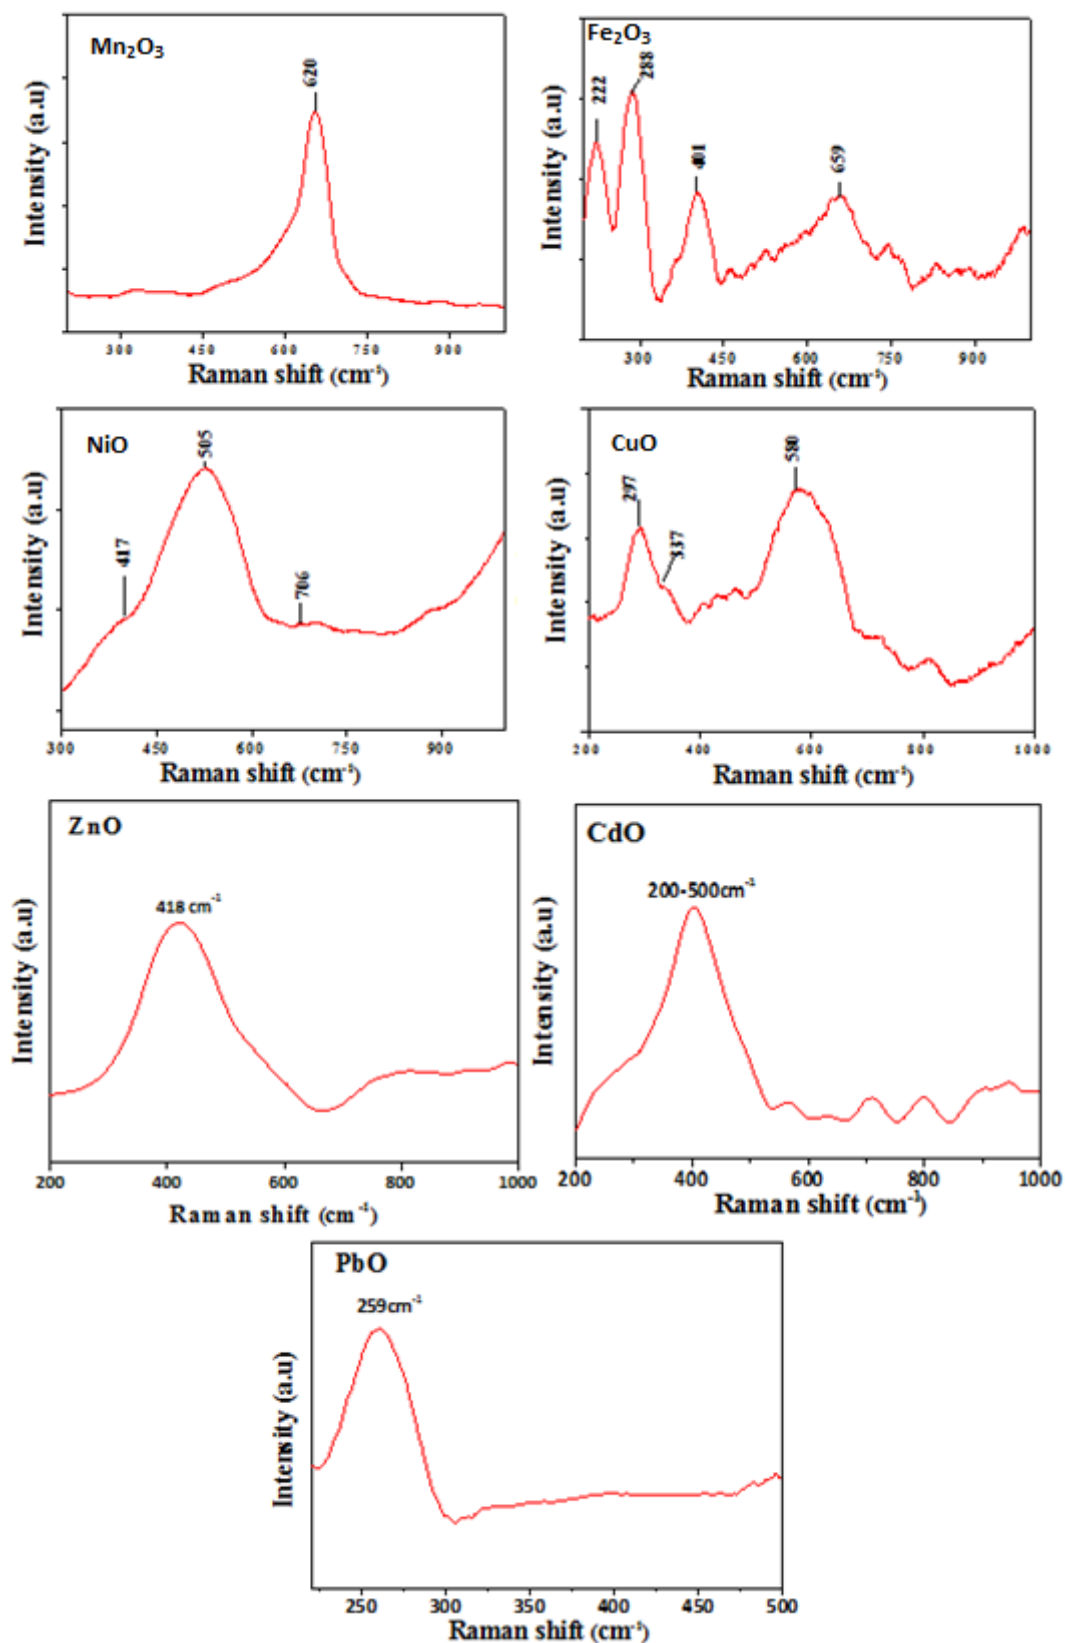 Mn₂O₃
620
Intensity (a.u)
300 450 620 750 900
Raman shift (cm⁻¹)
Fe₂O₃
222
288
401
659
Intensity (a.u)
300 450 600 750 900
Raman shift (cm⁻¹)
NiO
417
505
706
Intensity (a.u)
300 450 600 750 900
Raman shift (cm⁻¹)
CuO
297
337
580
Intensity (a.u)
200 400 600 800 1000
Raman shift (cm⁻¹)
ZnO
418 cm⁻¹
Intensity (a.u)
200 400 600 800 1000
Raman shift (cm⁻¹)
CdO
200-500cm⁻¹
Intensity (a.u)
200 400 600 800 1000
Raman shift (cm⁻¹)
PbO
259cm⁻¹
Intensity (a.u)
250 300 350 400 450 500
Raman shift (cm⁻¹)